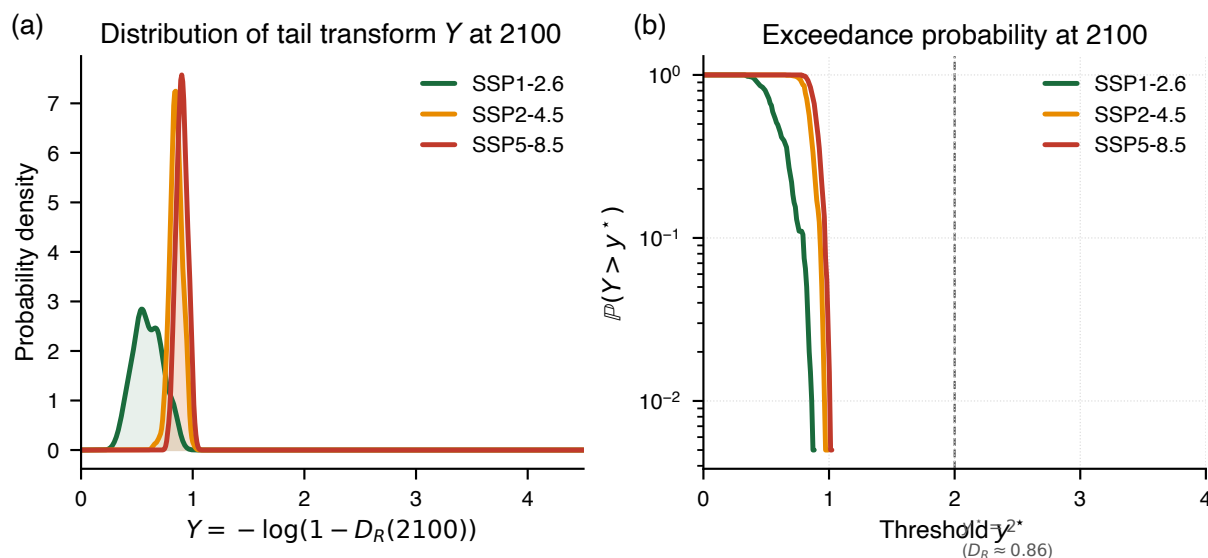 (a)
Distribution of tail transform Y at 2100
7
6
5
4
3
2
1
0
Probability density
SSP1-2.6
SSP2-4.5
SSP5-8.5
0 1 2 3 4
Y = − log(1 − D_R(2100))
(b)
Exceedance probability at 2100
10⁰
10⁻¹
10⁻²
ℙ(Y > y*)
SSP1-2.6
SSP2-4.5
SSP5-8.5
0 1 2 3 4
Threshold y*
y* = 2
(D_R ≈ 0.86)